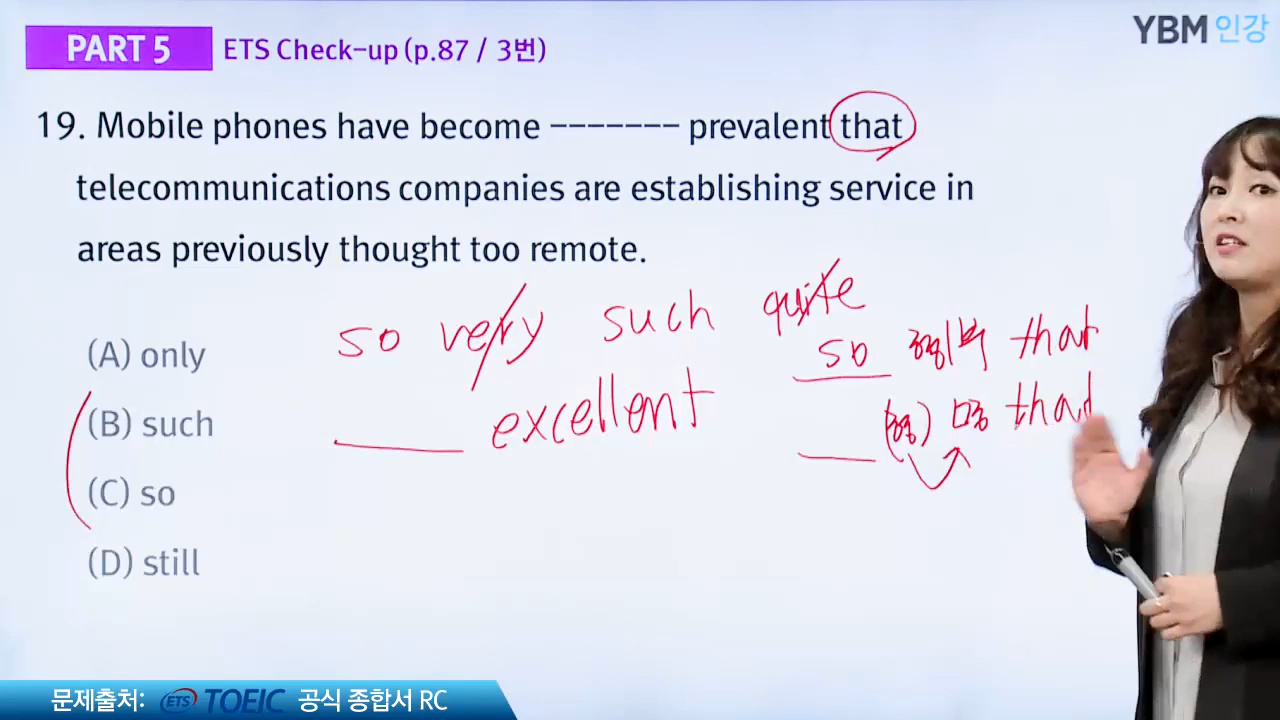 PART 5 ETS Check-up (p.87 / 3번)
YBM 인강
19. Mobile phones have become ------- prevalent that
telecommunications companies are establishing service in
areas previously thought too remote.
(A) only
(B) such
(C) so
(D) still
so very such quite
excellent
so 형/부 that
(형) 명 that
문제출처: ETS TOEIC 공식 종합서 RC